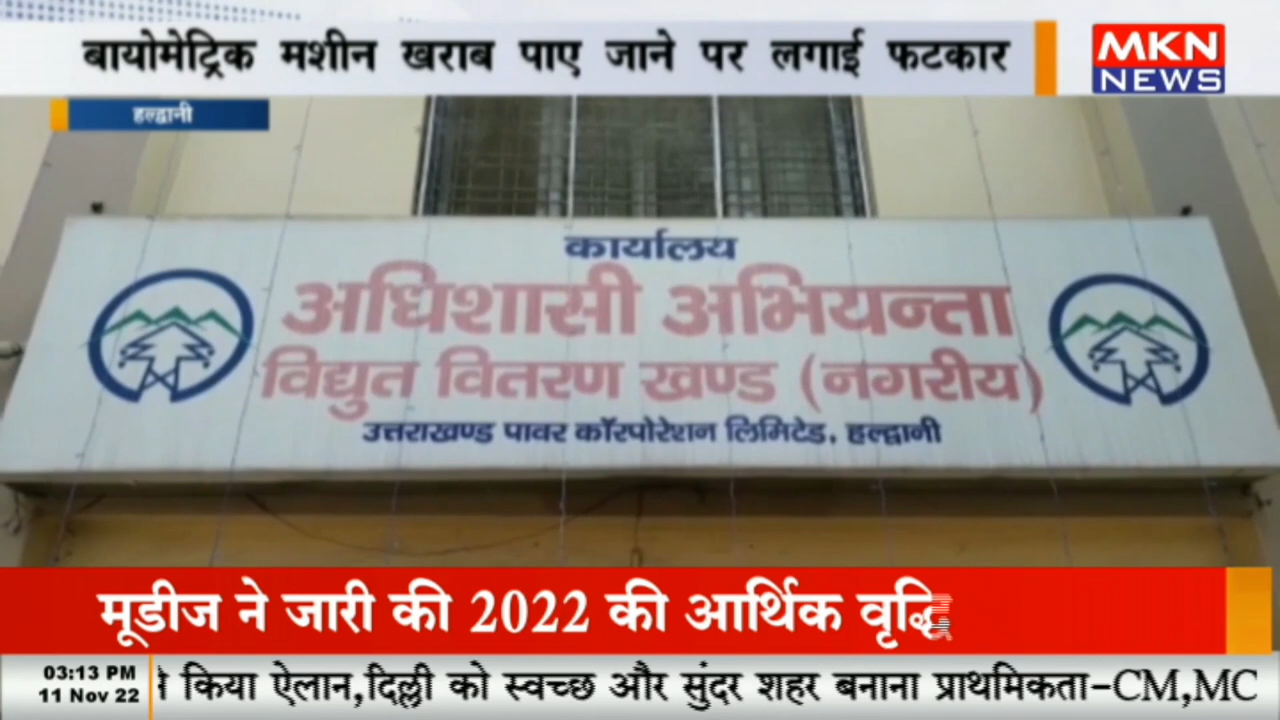 बायोमेट्रिक मशीन खराब पाए जाने पर लगाई फटकार
MKN
NEWS
हल्द्वानी
कार्यालय
अधिशासी अभियन्ता
विद्युत वितरण खण्ड (नगरीय)
उत्तराखण्ड पावर कॉरपोरेशन लिमिटेड, हल्द्वानी
मूडीज ने जारी की 2022 की आर्थिक वृद्धि
03:13 PM
11 Nov 22
किया ऐलान,दिल्ली को स्वच्छ और सुंदर शहर बनाना प्राथमिकता-CM,MC